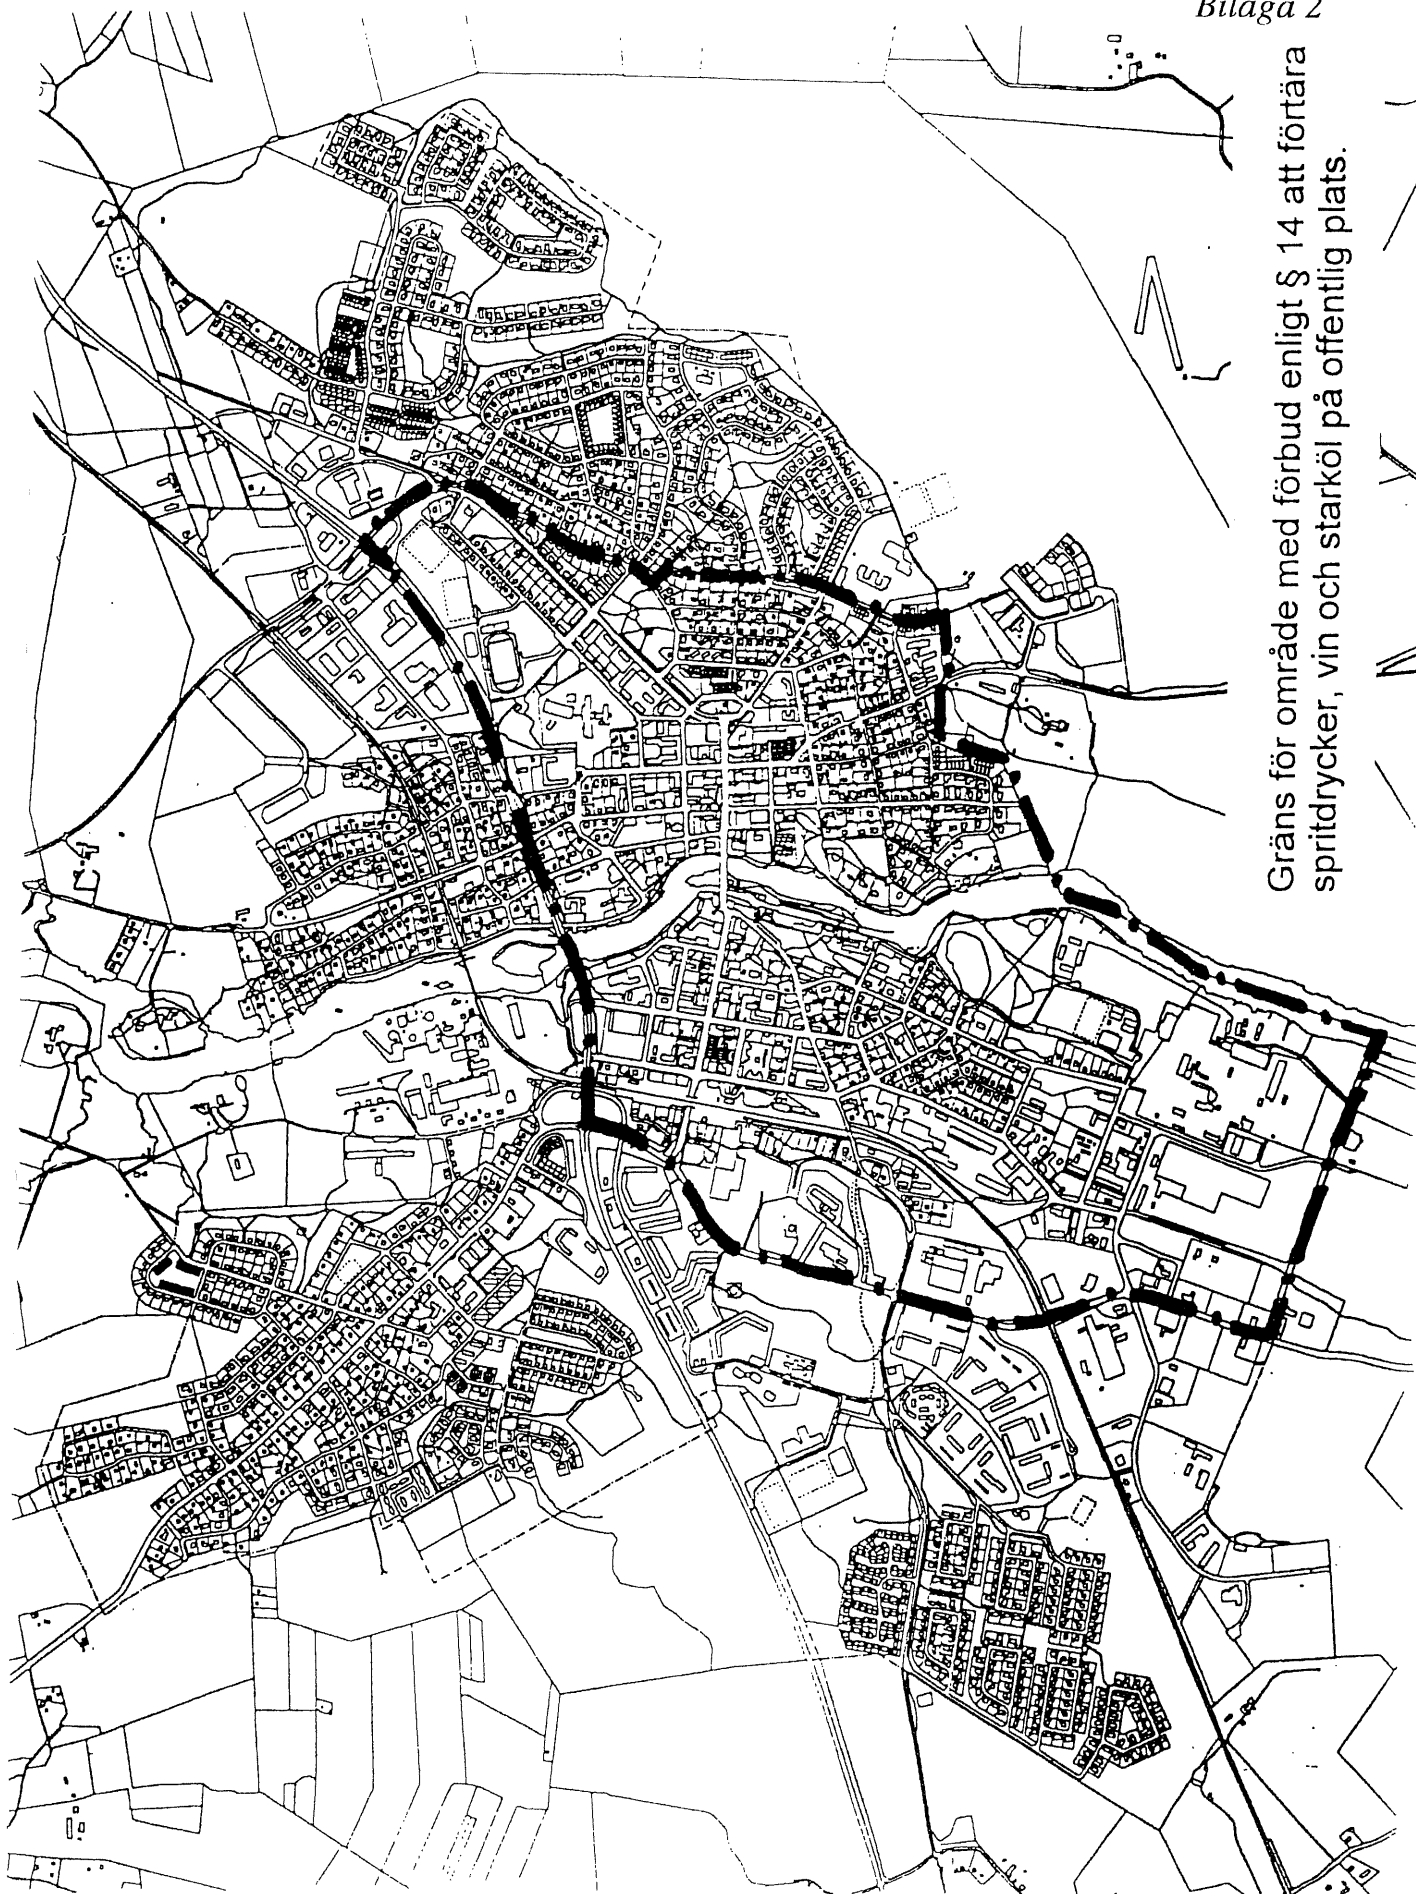 Bilaga 2
Gräns för område med förbud enligt § 14 att förtära
spritdrycker, vin och starköl på offentlig plats.